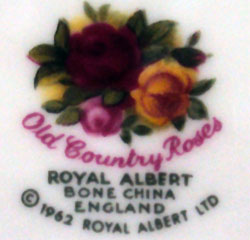 Old Country Roses
ROYAL ALBERT
BONE CHINA
ENGLAND
© 1962 ROYAL ALBERT LTD